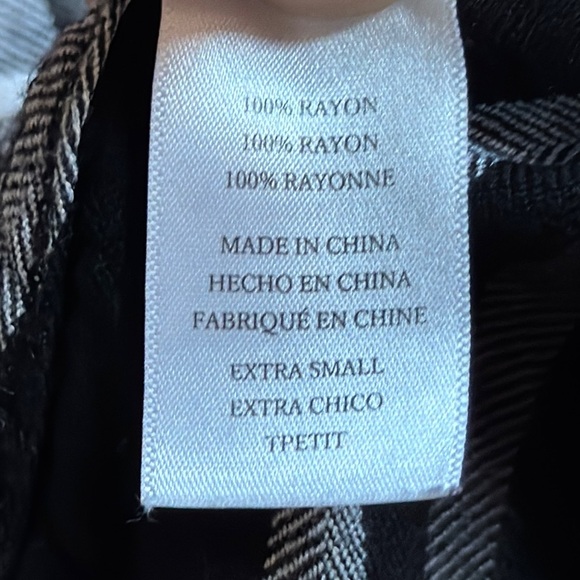 100% RAYON
100% RAYON
100% RAYONNE
MADE IN CHINA
HECHO EN CHINA
FABRIQUÉ EN CHINE
EXTRA SMALL
EXTRA CHICO
TPETIT